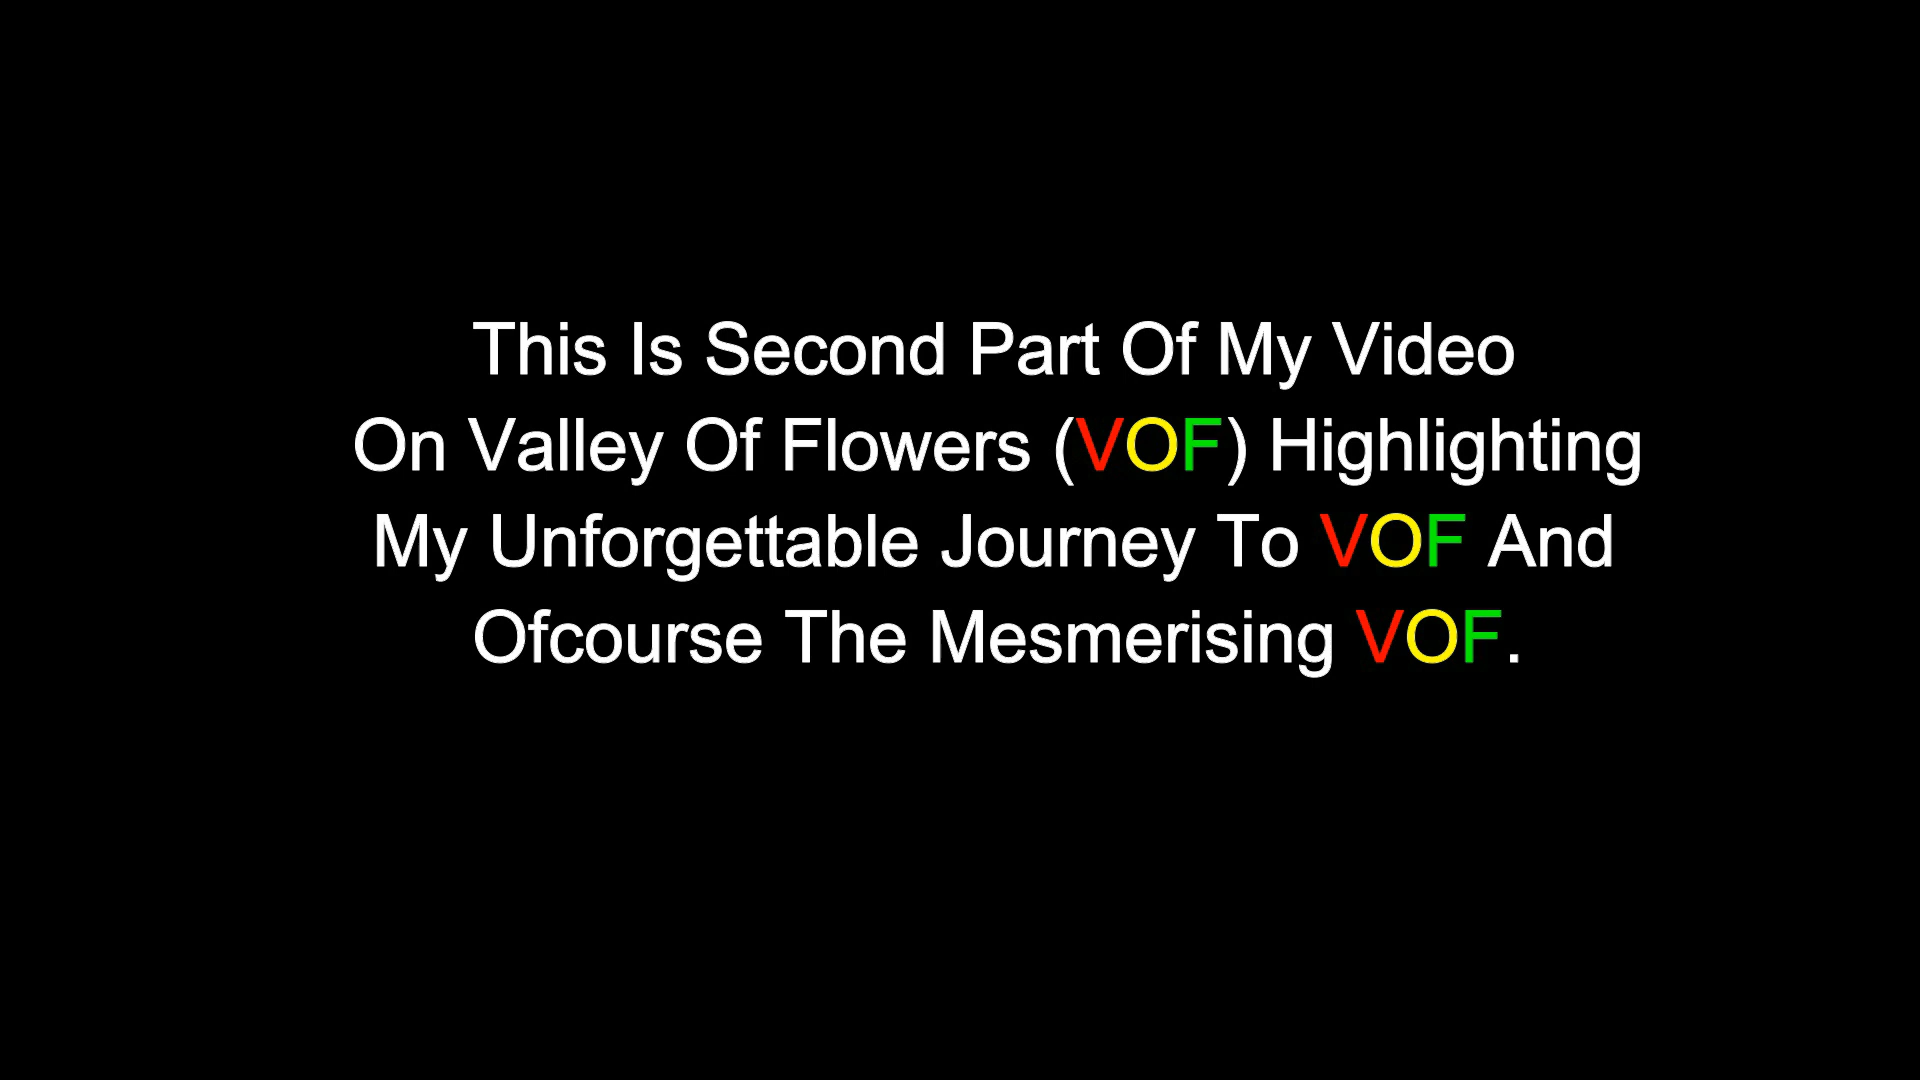 This Is Second Part Of My Video
On Valley Of Flowers (VOF) Highlighting
My Unforgettable Journey To VOF And
Ofcourse The Mesmerising VOF.